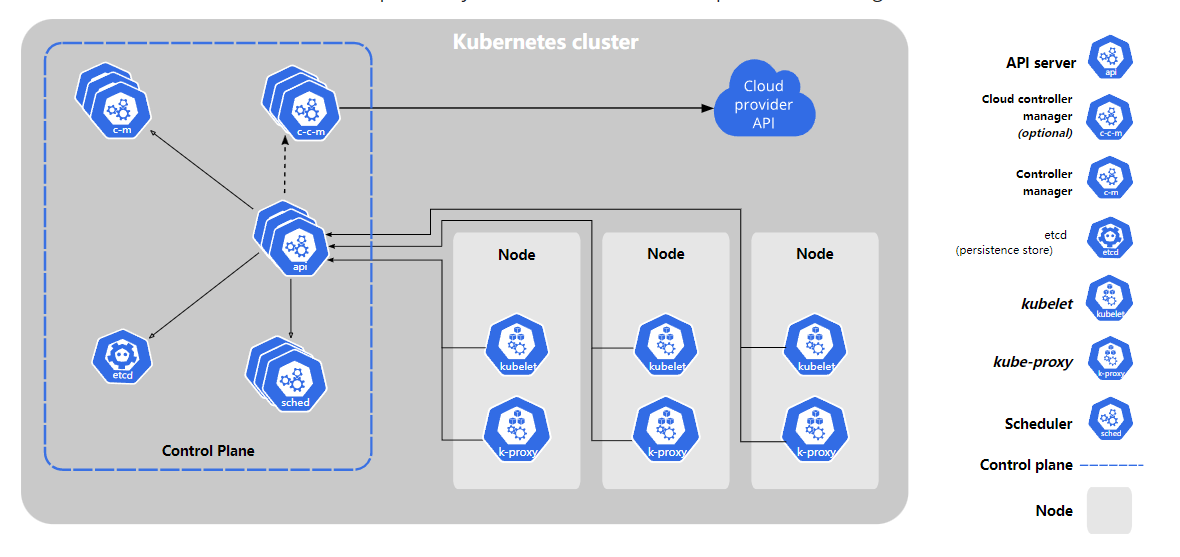 Kubernetes cluster
c-m
c-c-m
Cloud
provider
API
api
etcd
sched
Control Plane
Node
Node
Node
kubelet
kubelet
kubelet
k-proxy
k-proxy
k-proxy
API server
api
Cloud controller
manager
(optional)
c-c-m
Controller
manager
c-m
etcd
(persistence store)
etcd
kubelet
kubelet
kube-proxy
k-proxy
Scheduler
sched
Control plane
Node